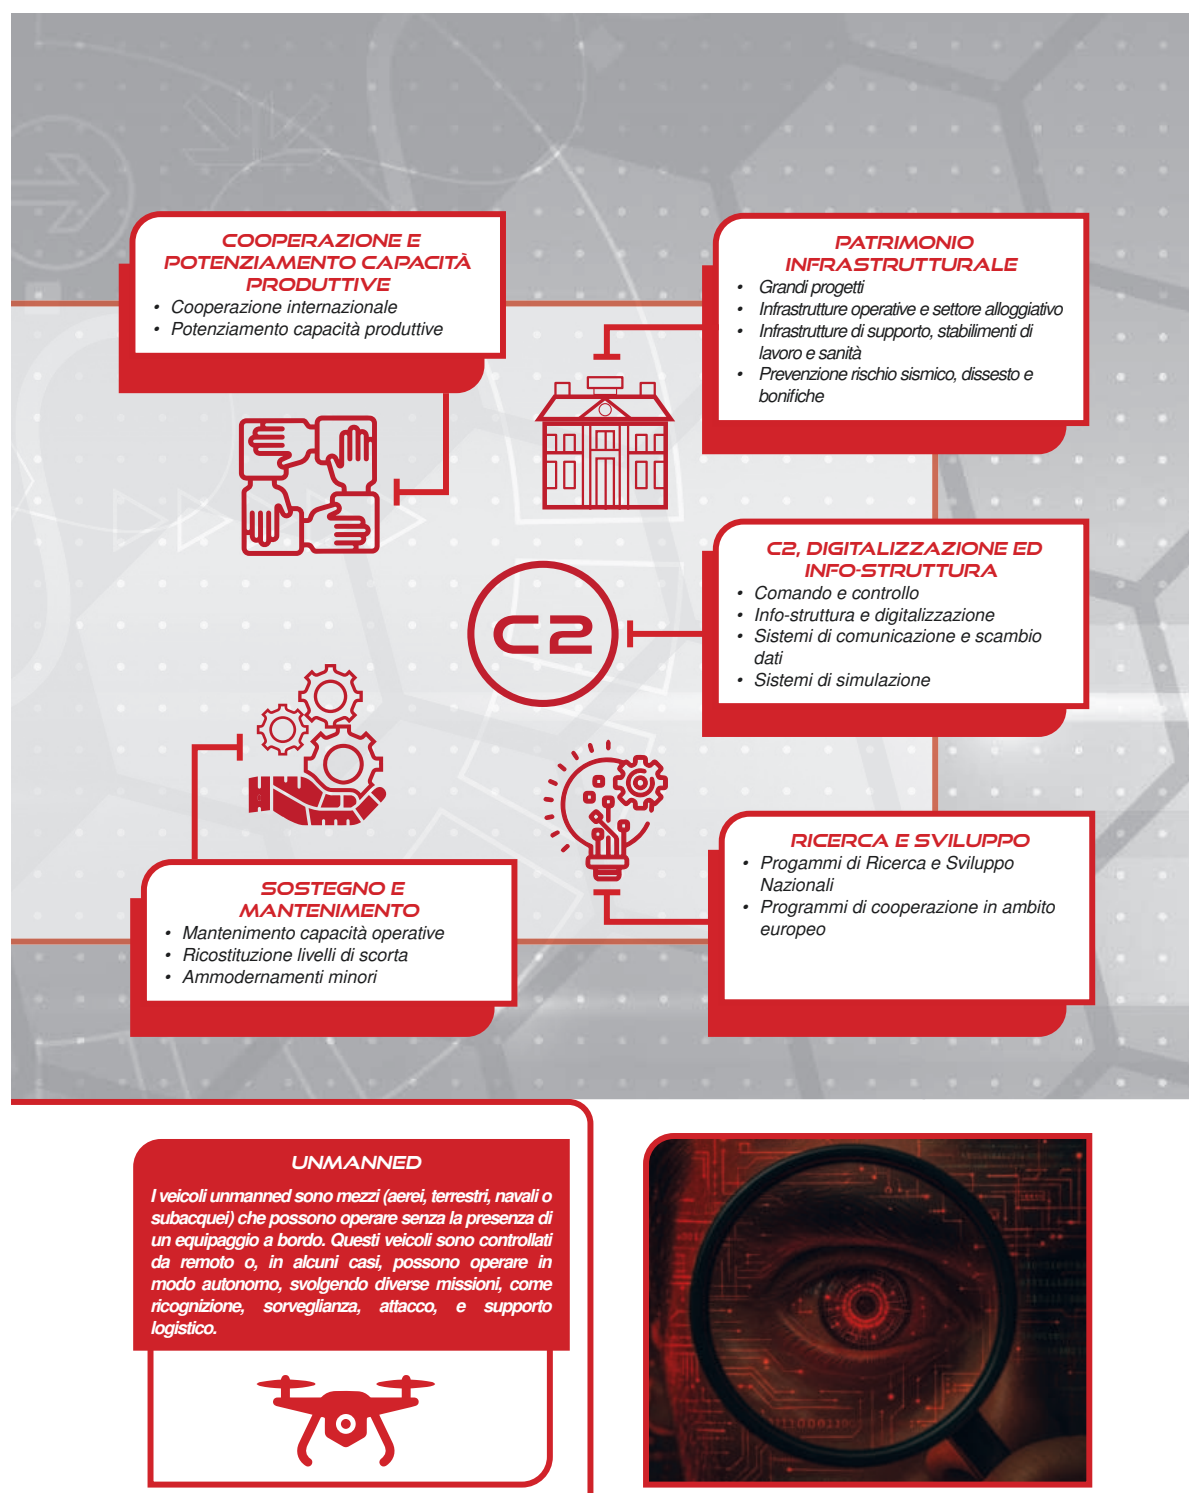 COOPERAZIONE E
POTENZIAMENTO CAPACITÀ
PRODUTTIVE
• Cooperazione internazionale
• Potenziamento capacità produttive
PATRIMONIO
INFRASTRUTTURALE
• Grandi progetti
• Infrastrutture operative e settore alloggiativo
• Infrastrutture di supporto, stabilimenti di
lavoro e sanità
• Prevenzione rischio sismico, dissesto e
bonifiche
C2, DIGITALIZZAZIONE ED
INFO-STRUTTURA
• Comando e controllo
• Info-struttura e digitalizzazione
• Sistemi di comunicazione e scambio
dati
• Sistemi di simulazione
C2
SOSTEGNO E
MANTENIMENTO
• Mantenimento capacità operative
• Ricostituzione livelli di scorta
• Ammodernamenti minori
RICERCA E SVILUPPO
• Progammi di Ricerca e Sviluppo
Nazionali
• Programmi di cooperazione in ambito
europeo
UNMANNED
I veicoli unmanned sono mezzi (aerei, terrestri, navali o
subacquei) che possono operare senza la presenza di
un equipaggio a bordo. Questi veicoli sono controllati
da remoto o, in alcuni casi, possono operare in
modo autonomo, svolgendo diverse missioni, come
ricognizione, sorveglianza, attacco, e supporto
logistico.